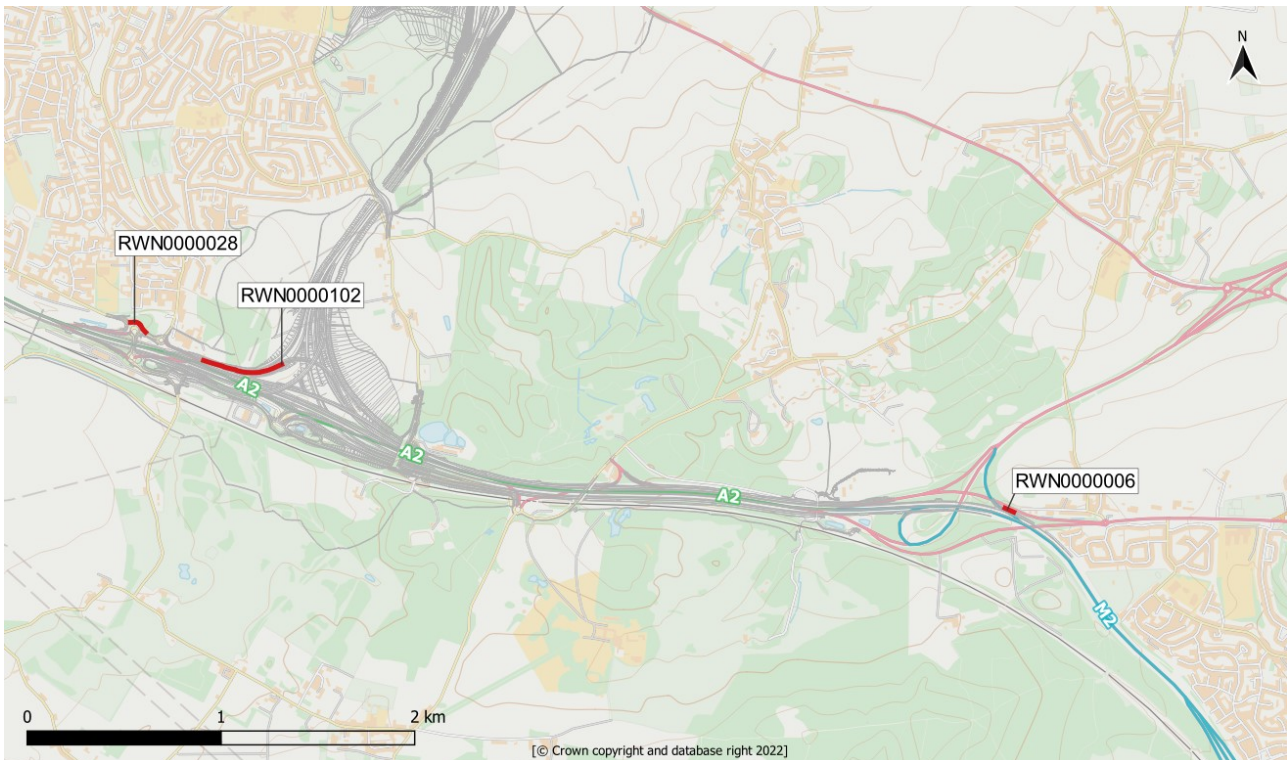 N
RWN0000028
RWN0000102
A2
A2
A2
RWN0000006
M2
0 1 2 km
[© Crown copyright and database right 2022]